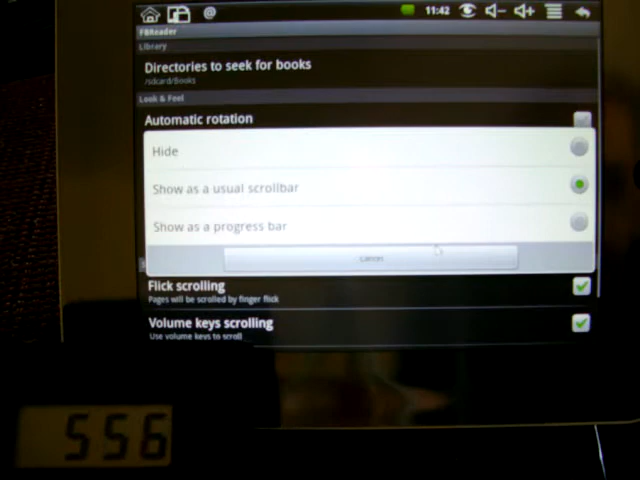 @ 11:42
FBReader
Library
Directories to seek for books
/sdcard/Books
Look & Feel
Automatic rotation
Hide
Show as a usual scrollbar
Show as a progress bar
Cancel
Flick scrolling
Pages will be scrolled by finger flick
Volume keys scrolling
Use volume keys to scroll
556